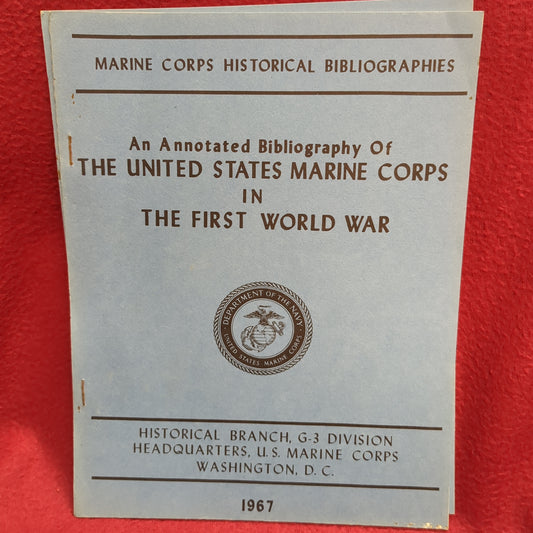 MARINE CORPS HISTORICAL BIBLIOGRAPHIES
An Annotated Bibliography Of
THE UNITED STATES MARINE CORPS
IN
THE FIRST WORLD WAR
DEPARTMENT OF THE NAVY
UNITED STATES MARINE CORPS
HISTORICAL BRANCH, G-3 DIVISION
HEADQUARTERS, U.S. MARINE CORPS
WASHINGTON, D. C.
1967